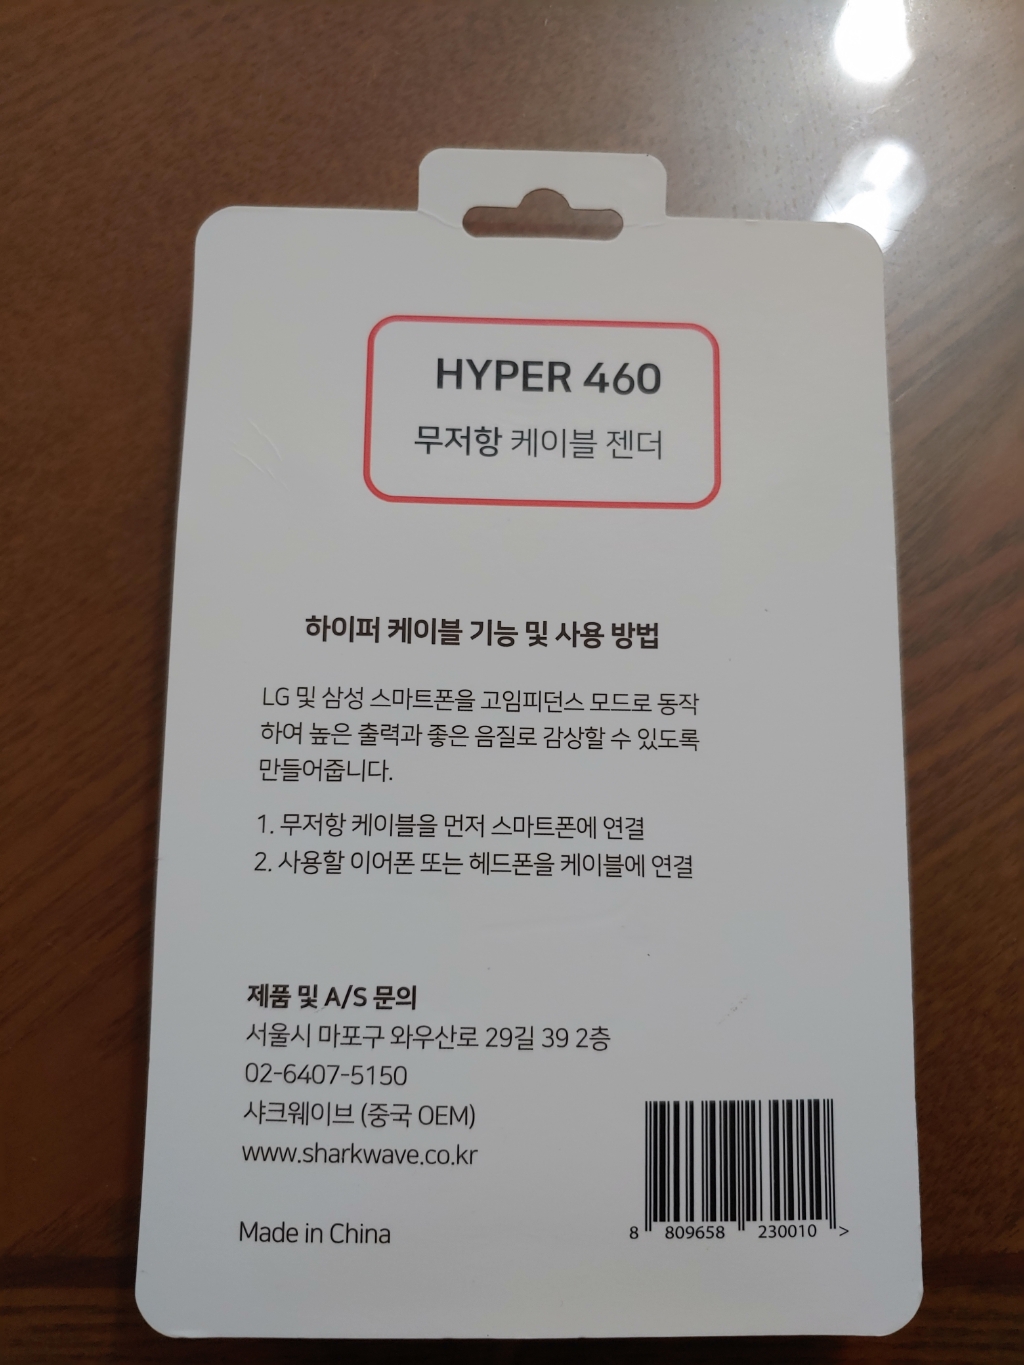 HYPER 460
무저항 케이블 젠더
하이퍼 케이블 기능 및 사용 방법
LG 및 삼성 스마트폰을 고임피던스 모드로 동작
하여 높은 출력과 좋은 음질로 감상할 수 있도록
만들어줍니다.
1. 무저항 케이블을 먼저 스마트폰에 연결
2. 사용할 이어폰 또는 헤드폰을 케이블에 연결
제품 및 A/S 문의
서울시 마포구 와우산로 29길 39 2층
02-6407-5150
샤크웨이브 (중국 OEM)
www.sharkwave.co.kr
Made in China
8 809658 230010 >